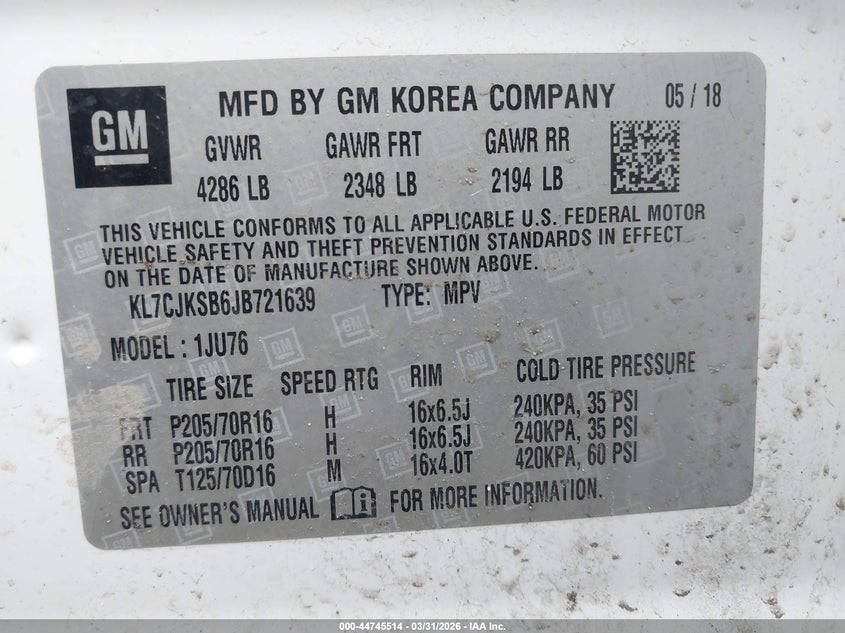 GM
MFD BY GM KOREA COMPANY 05 / 18
GVWR GAWR FRT GAWR RR
4286 LB 2348 LB 2194 LB
THIS VEHICLE CONFORMS TO ALL APPLICABLE U.S. FEDERAL MOTOR
VEHICLE SAFETY AND THEFT PREVENTION STANDARDS IN EFFECT
ON THE DATE OF MANUFACTURE SHOWN ABOVE.
KL7CJKSB6JB721639 TYPE: MPV
MODEL : 1JU76
TIRE SIZE SPEED RTG RIM COLD TIRE PRESSURE
FRT P205/70R16 H 16x6.5J 240KPA, 35 PSI
RR P205/70R16 H 16x6.5J 240KPA, 35 PSI
SPA T125/70D16 M 16x4.0T 420KPA, 60 PSI
SEE OWNER'S MANUAL FOR MORE INFORMATION.
000-44745514 - 03/31/2026 - IAA Inc.